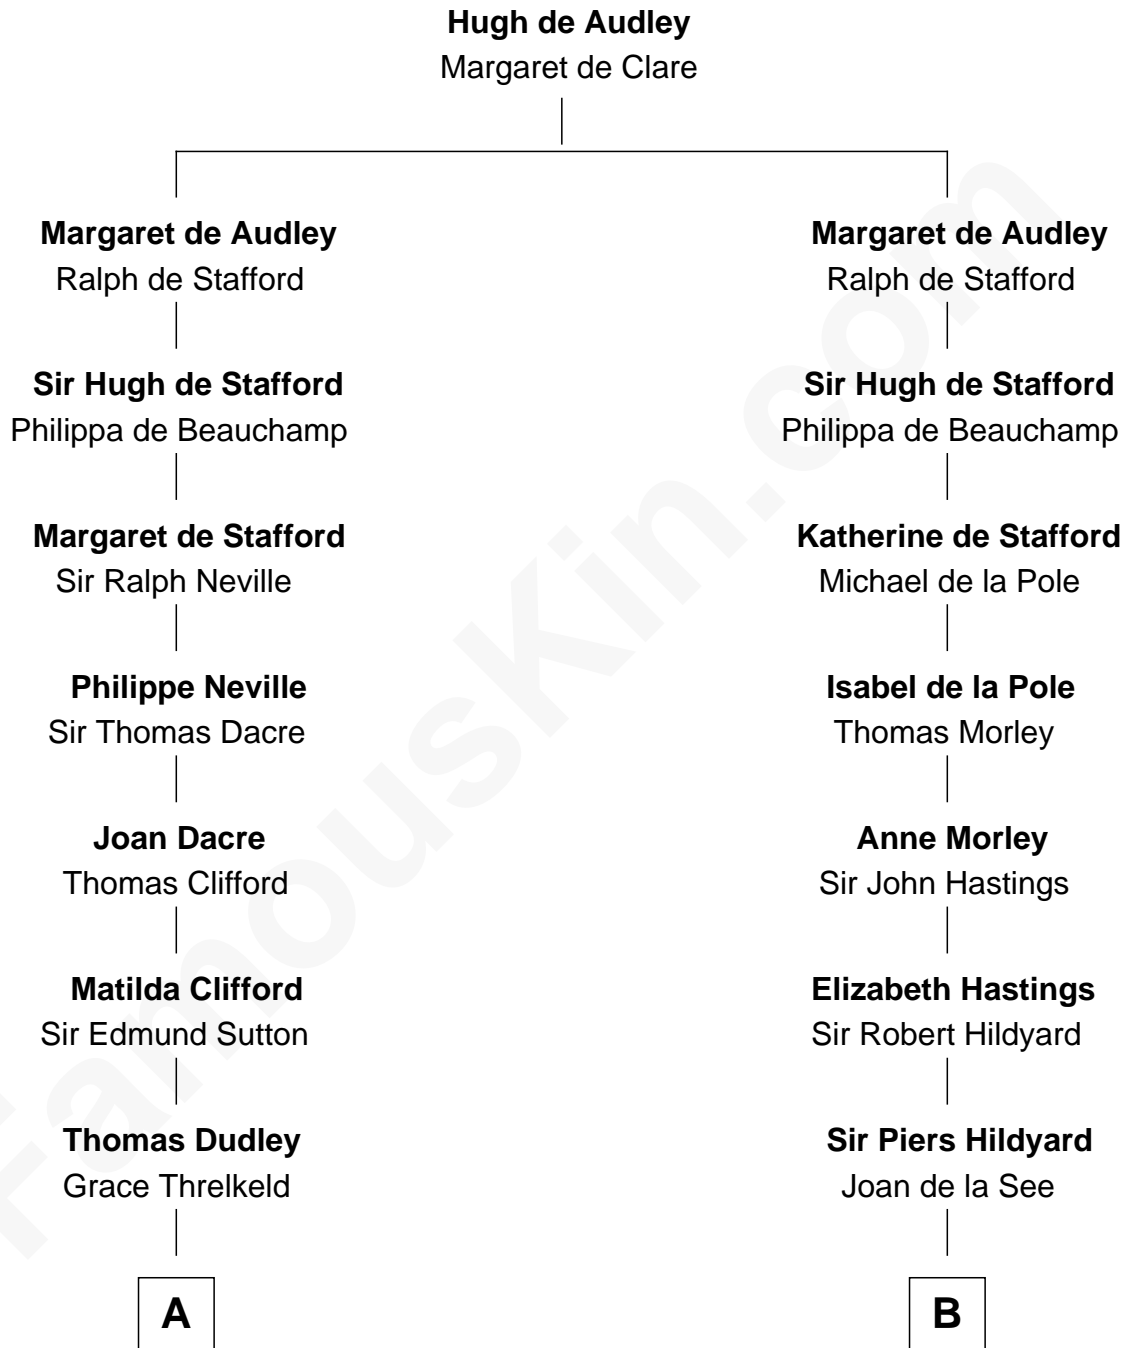 Hugh de Audley
Margaret de Clare
Margaret de Audley
Ralph de Stafford
Margaret de Audley
Ralph de Stafford
Sir Hugh de Stafford
Philippa de Beauchamp
Sir Hugh de Stafford
Philippa de Beauchamp
Margaret de Stafford
Sir Ralph Neville
Katherine de Stafford
Michael de la Pole
Philippe Neville
Sir Thomas Dacre
Isabel de la Pole
Thomas Morley
Joan Dacre
Thomas Clifford
Anne Morley
Sir John Hastings
Matilda Clifford
Sir Edmund Sutton
Elizabeth Hastings
Sir Robert Hildyard
Thomas Dudley
Grace Threlkeld
Sir Piers Hildyard
Joan de la See
A
B
FamousKin.com